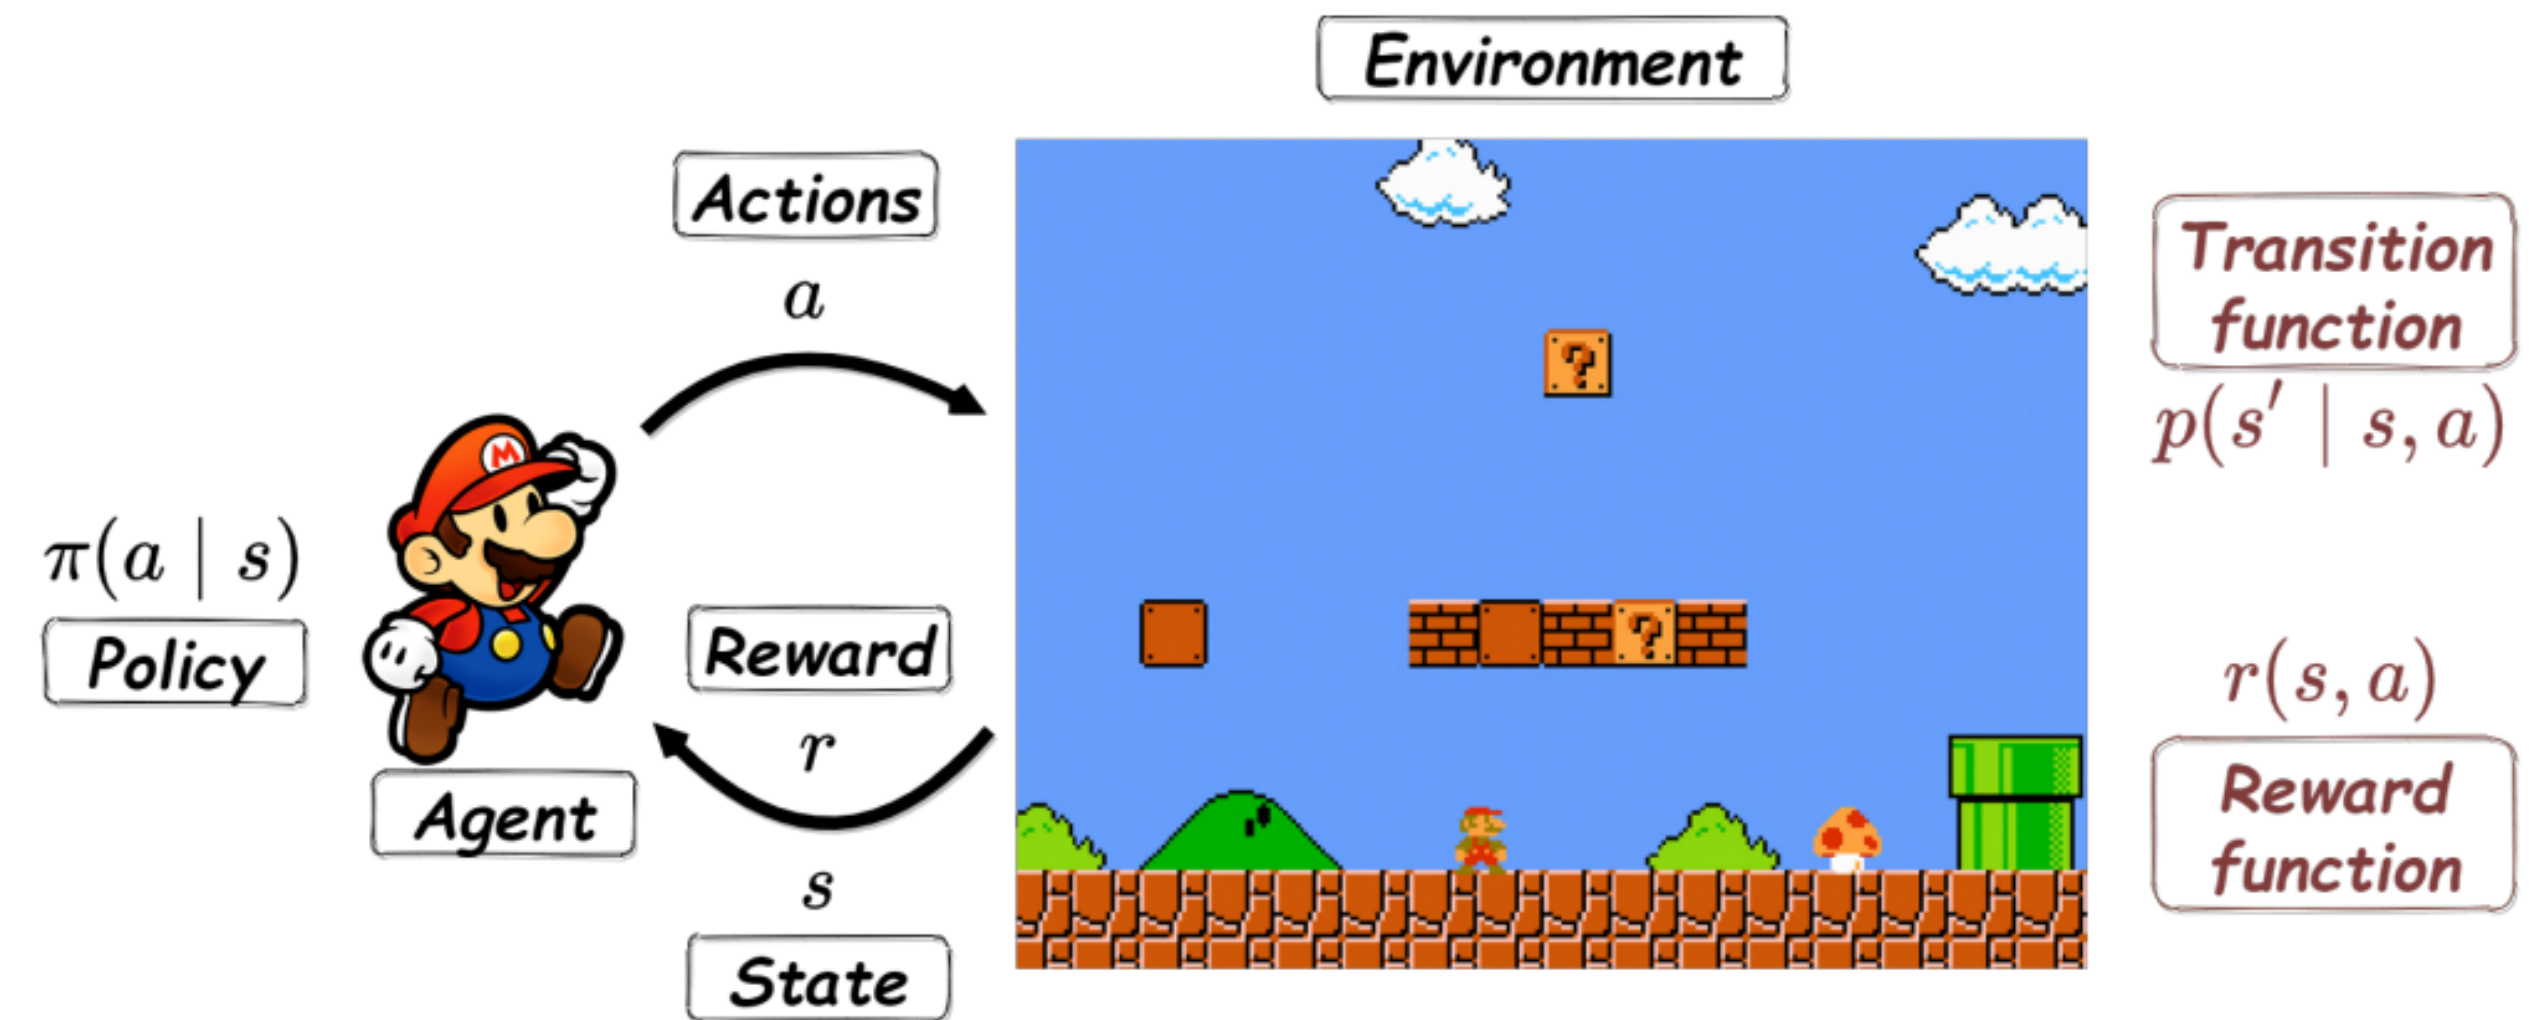 Environment
Actions
a
Transition
function
p(s′ | s, a)
M
π(a | s)
Policy
Agent
Reward
r
s
State
?
?
r(s, a)
Reward
function